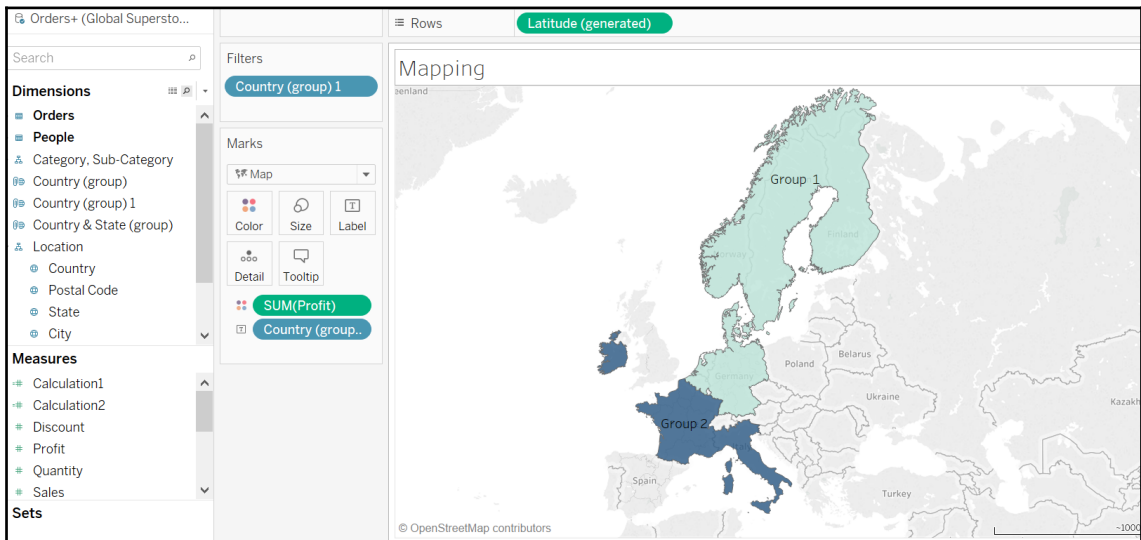 Orders+ (Global Supersto...
Search
Dimensions
Orders
People
Category, Sub-Category
Country (group)
Country (group) 1
Country & State (group)
Location
Country
Postal Code
State
City
Measures
Calculation1
Calculation2
Discount
Profit
Quantity
Sales
Sets
Filters
Country (group) 1
Marks
Map
Color
Size
Label
Detail
Tooltip
SUM(Profit)
Country (group..
Rows
Latitude (generated)
Mapping
eenland
Group 1
Finland
Norway
Poland
Belarus
Germany
Ukraine
Kazakh
Group 2
Spain
Turkey
© OpenStreetMap contributors
~1000